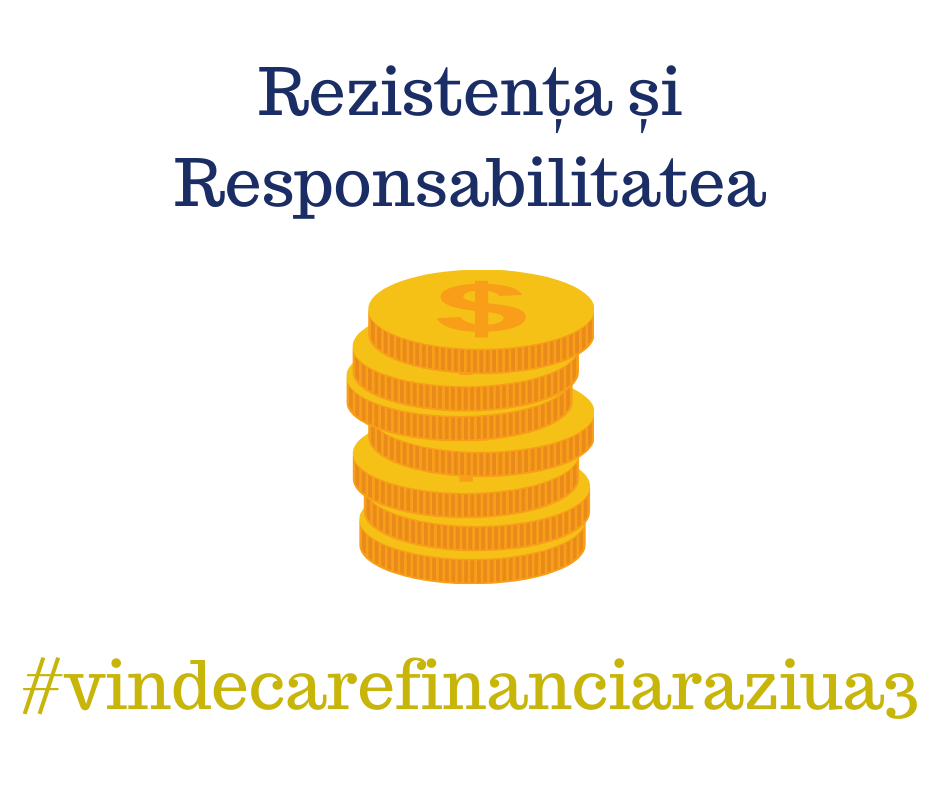 Rezistența și
Responsabilitatea
$
#vindecarefinanciaraziua3